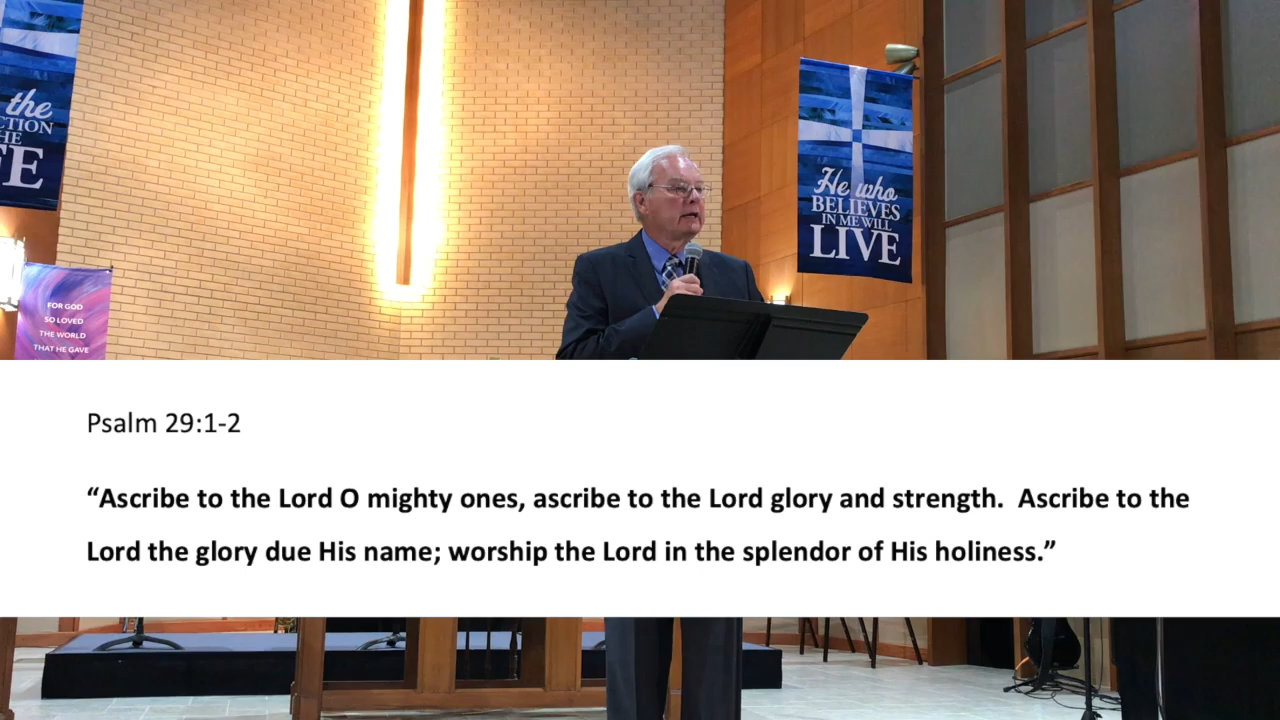 the
CTION
HE
FE
He who
BELIEVES
IN ME WILL
LIVE
FOR GOD
SO LOVED
THE WORLD
THAT HE GAVE
Psalm 29:1-2
“Ascribe to the Lord O mighty ones, ascribe to the Lord glory and strength.  Ascribe to the
Lord the glory due His name; worship the Lord in the splendor of His holiness.”